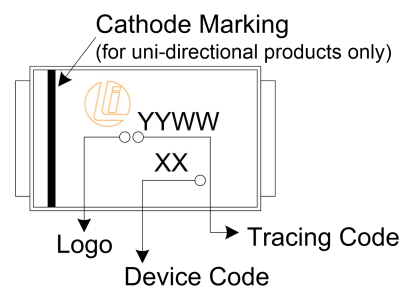 Cathode Marking
(for uni-directional products only)
YYWW
XX
Tracing Code
Logo
Device Code